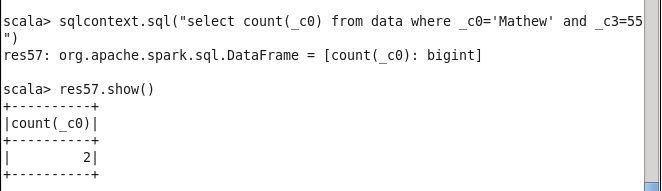 scala> sqlcontext.sql("select count(_c0) from data where _c0='Mathew' and _c3=55
")
res57: org.apache.spark.sql.DataFrame = [count(_c0): bigint]
scala> res57.show()
+----------+
|count(_c0)|
+----------+
|         2|
+----------+